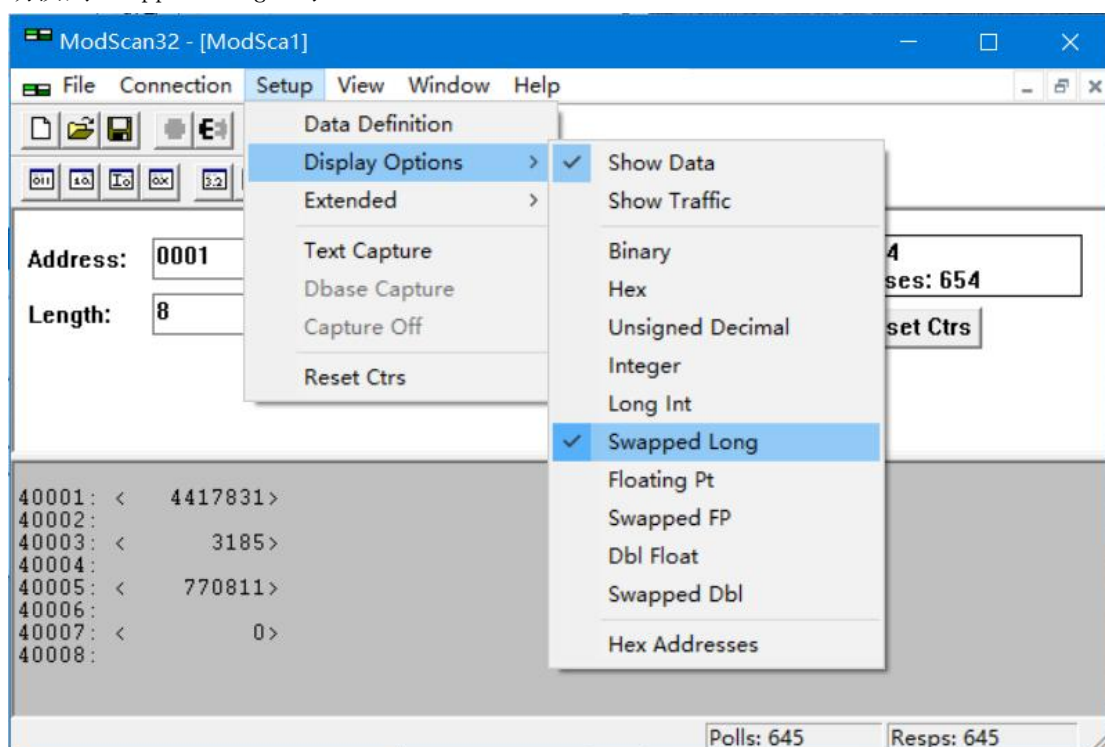 ModScan32 - [ModSca1]
File Connection Setup View Window Help
Data Definition
Display Options
Extended
Text Capture
Dbase Capture
Capture Off
Reset Ctrs
Show Data
Show Traffic
Binary
Hex
Unsigned Decimal
Integer
Long Int
Swapped Long
Floating Pt
Swapped FP
Dbl Float
Swapped Dbl
Hex Addresses
Address: 0001
Length: 8
4
ses: 654
set Ctrs
40001: < 4417831>
40002:
40003: < 3185>
40004:
40005: < 770811>
40006:
40007: < 0>
40008:
Polls: 645 Resps: 645